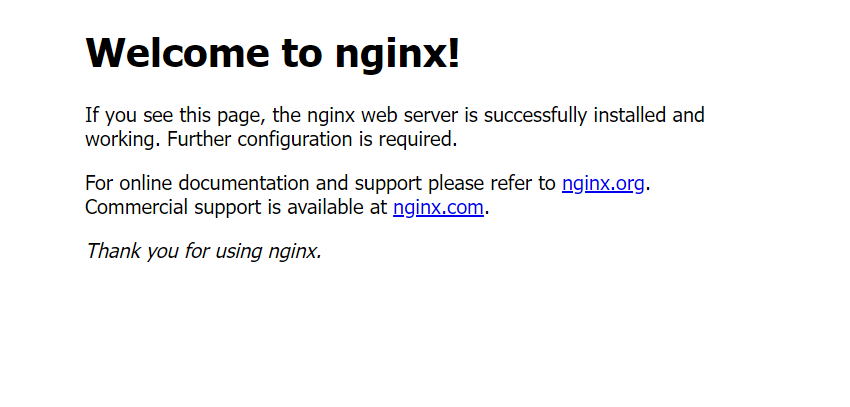 Welcome to nginx!
If you see this page, the nginx web server is successfully installed and
working. Further configuration is required.
For online documentation and support please refer to nginx.org.
Commercial support is available at nginx.com.
Thank you for using nginx.